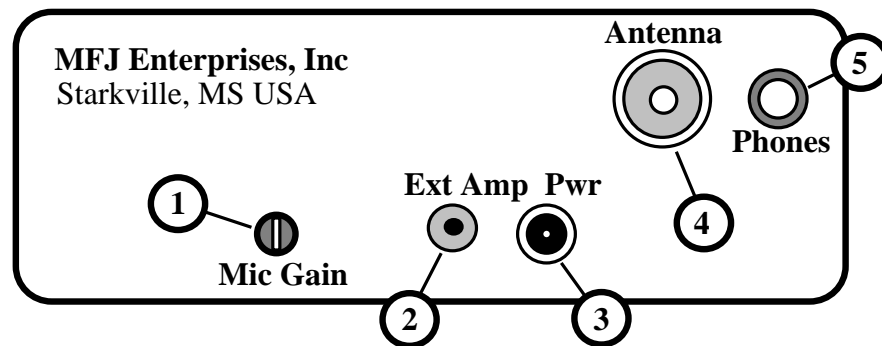 MFJ Enterprises, Inc
Starkville, MS USA
Antenna
5
Phones
1
Ext Amp Pwr
4
Mic Gain
2
3